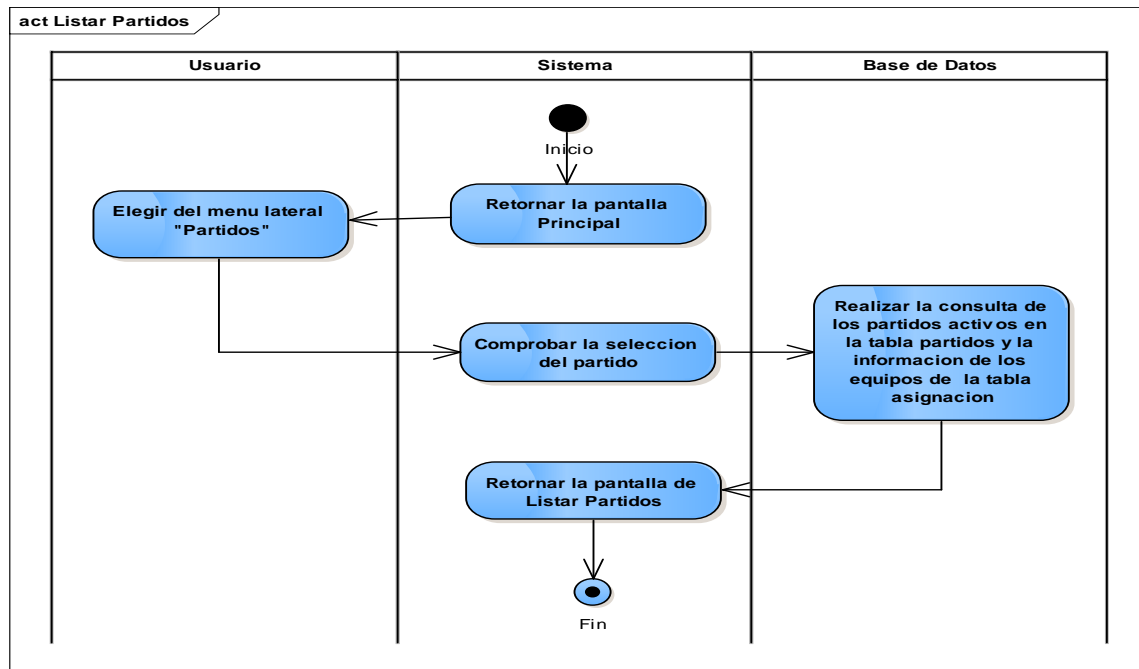 act Listar Partidos
Usuario
Sistema
Base de Datos
Inicio
Retornar la pantalla
Principal
Elegir del menu lateral
"Partidos"
Comprobar la seleccion
del partido
Realizar la consulta de
los partidos activos en
la tabla partidos y la
informacion de los
equipos de la tabla
asignacion
Retornar la pantalla de
Listar Partidos
Fin